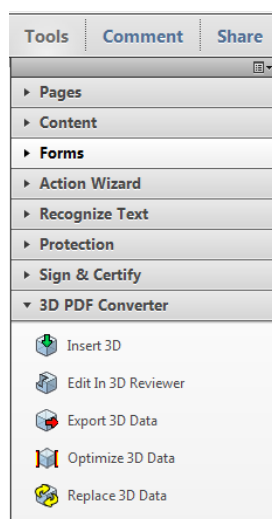 Tools Comment Share
Pages
Content
Forms
Action Wizard
Recognize Text
Protection
Sign & Certify
3D PDF Converter
Insert 3D
Edit In 3D Reviewer
Export 3D Data
Optimize 3D Data
Replace 3D Data